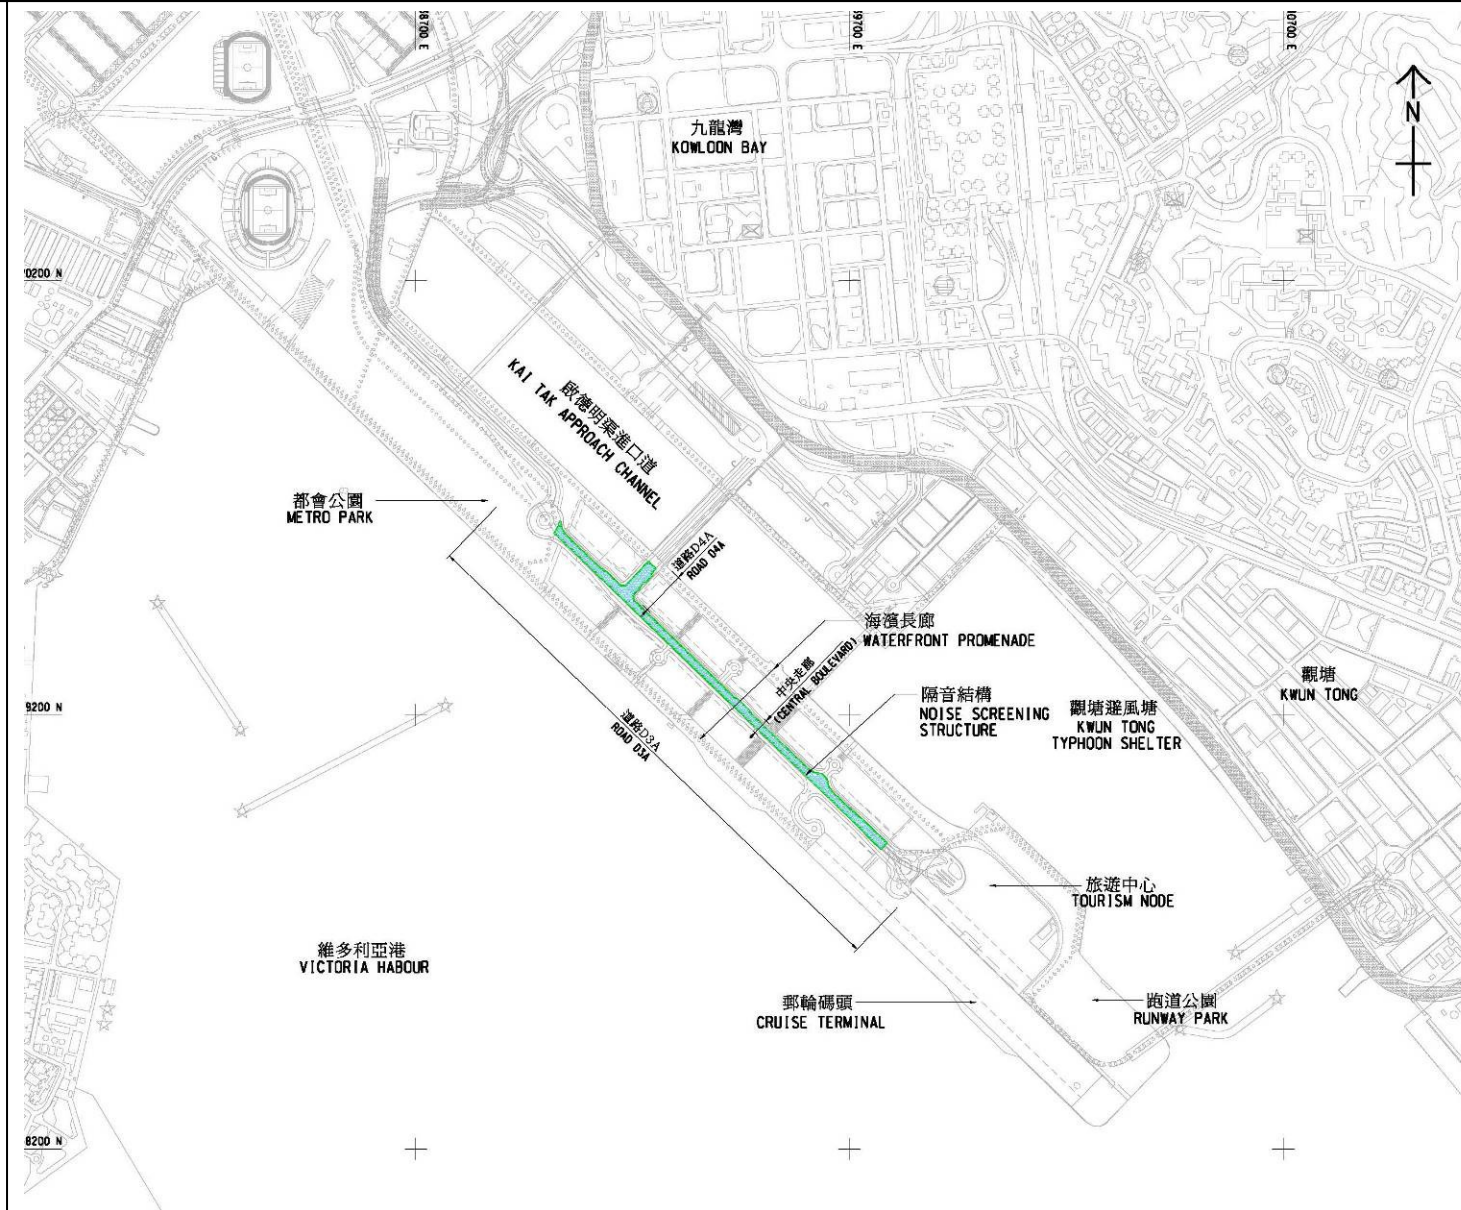 38700 E
39700 E
N
九龍灣
KOWLOON BAY
啟德明渠進口道
KAI TAK APPROACH CHANNEL
都會公園
METRO PARK
道路D4A
ROAD D4A
海濱長廊
WATERFRONT PROMENADE
中央走廊
(CENTRAL BOULEVARD)
隔音結構
NOISE SCREENING
STRUCTURE
觀塘
KWUN TONG
觀塘避風塘
KWUN TONG
TYPHOON SHELTER
道路D3A
ROAD D3A
旅遊中心
TOURISM NODE
維多利亞港
VICTORIA HABOUR
郵輪碼頭
CRUISE TERMINAL
跑道公園
RUNWAY PARK